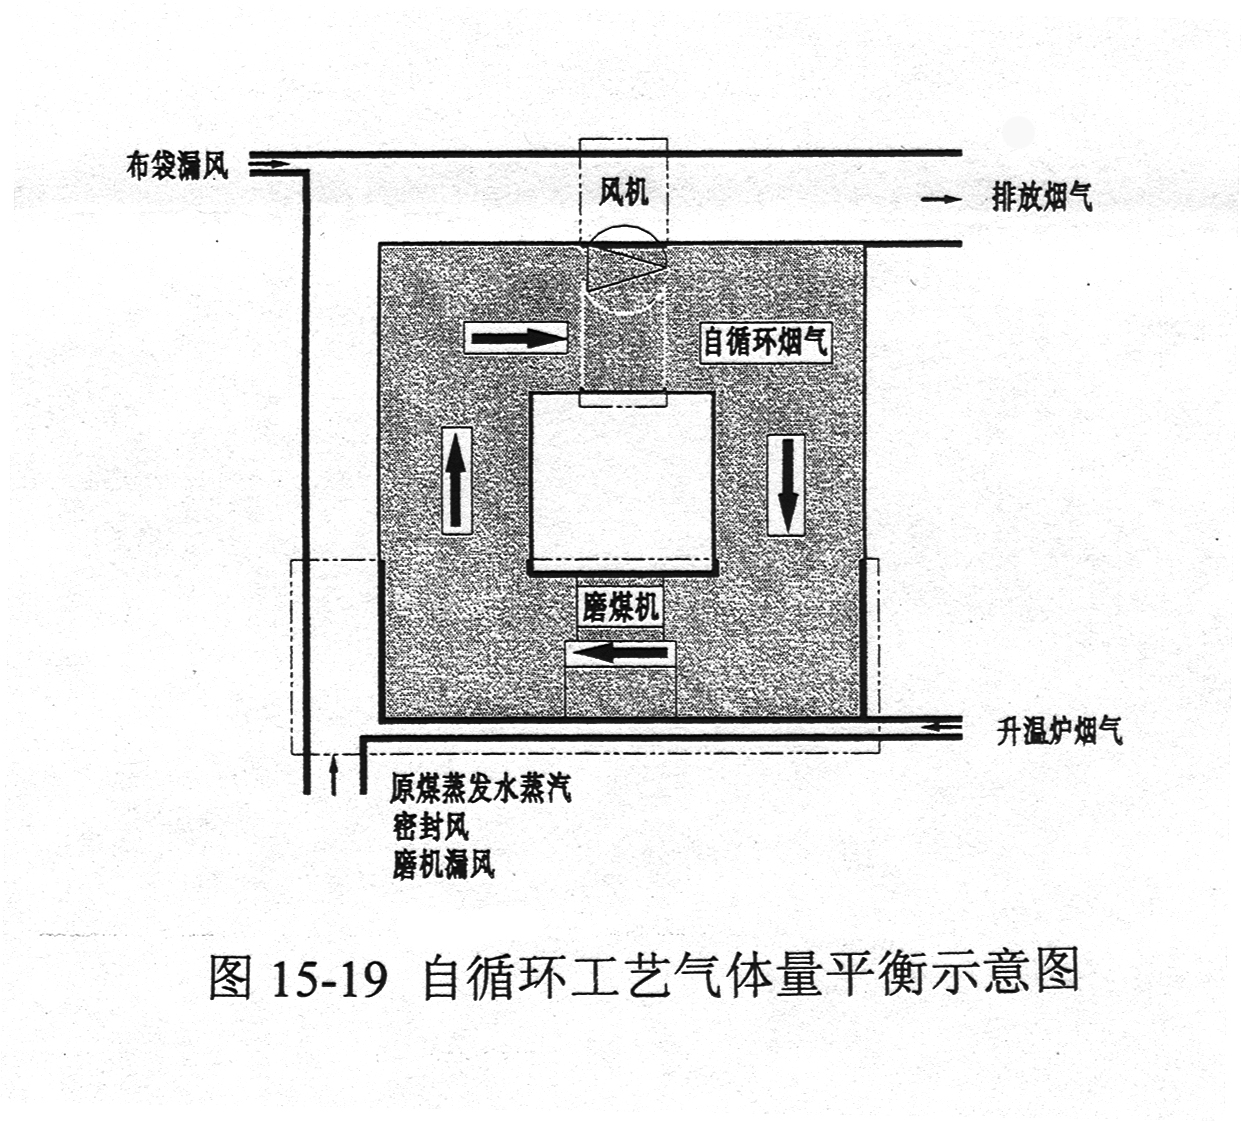 布袋漏风
风机
排放烟气
自循环烟气
磨煤机
升温炉烟气
原煤蒸发水蒸汽
密封风
磨机漏风
图 15-19 自循环工艺气体量平衡示意图